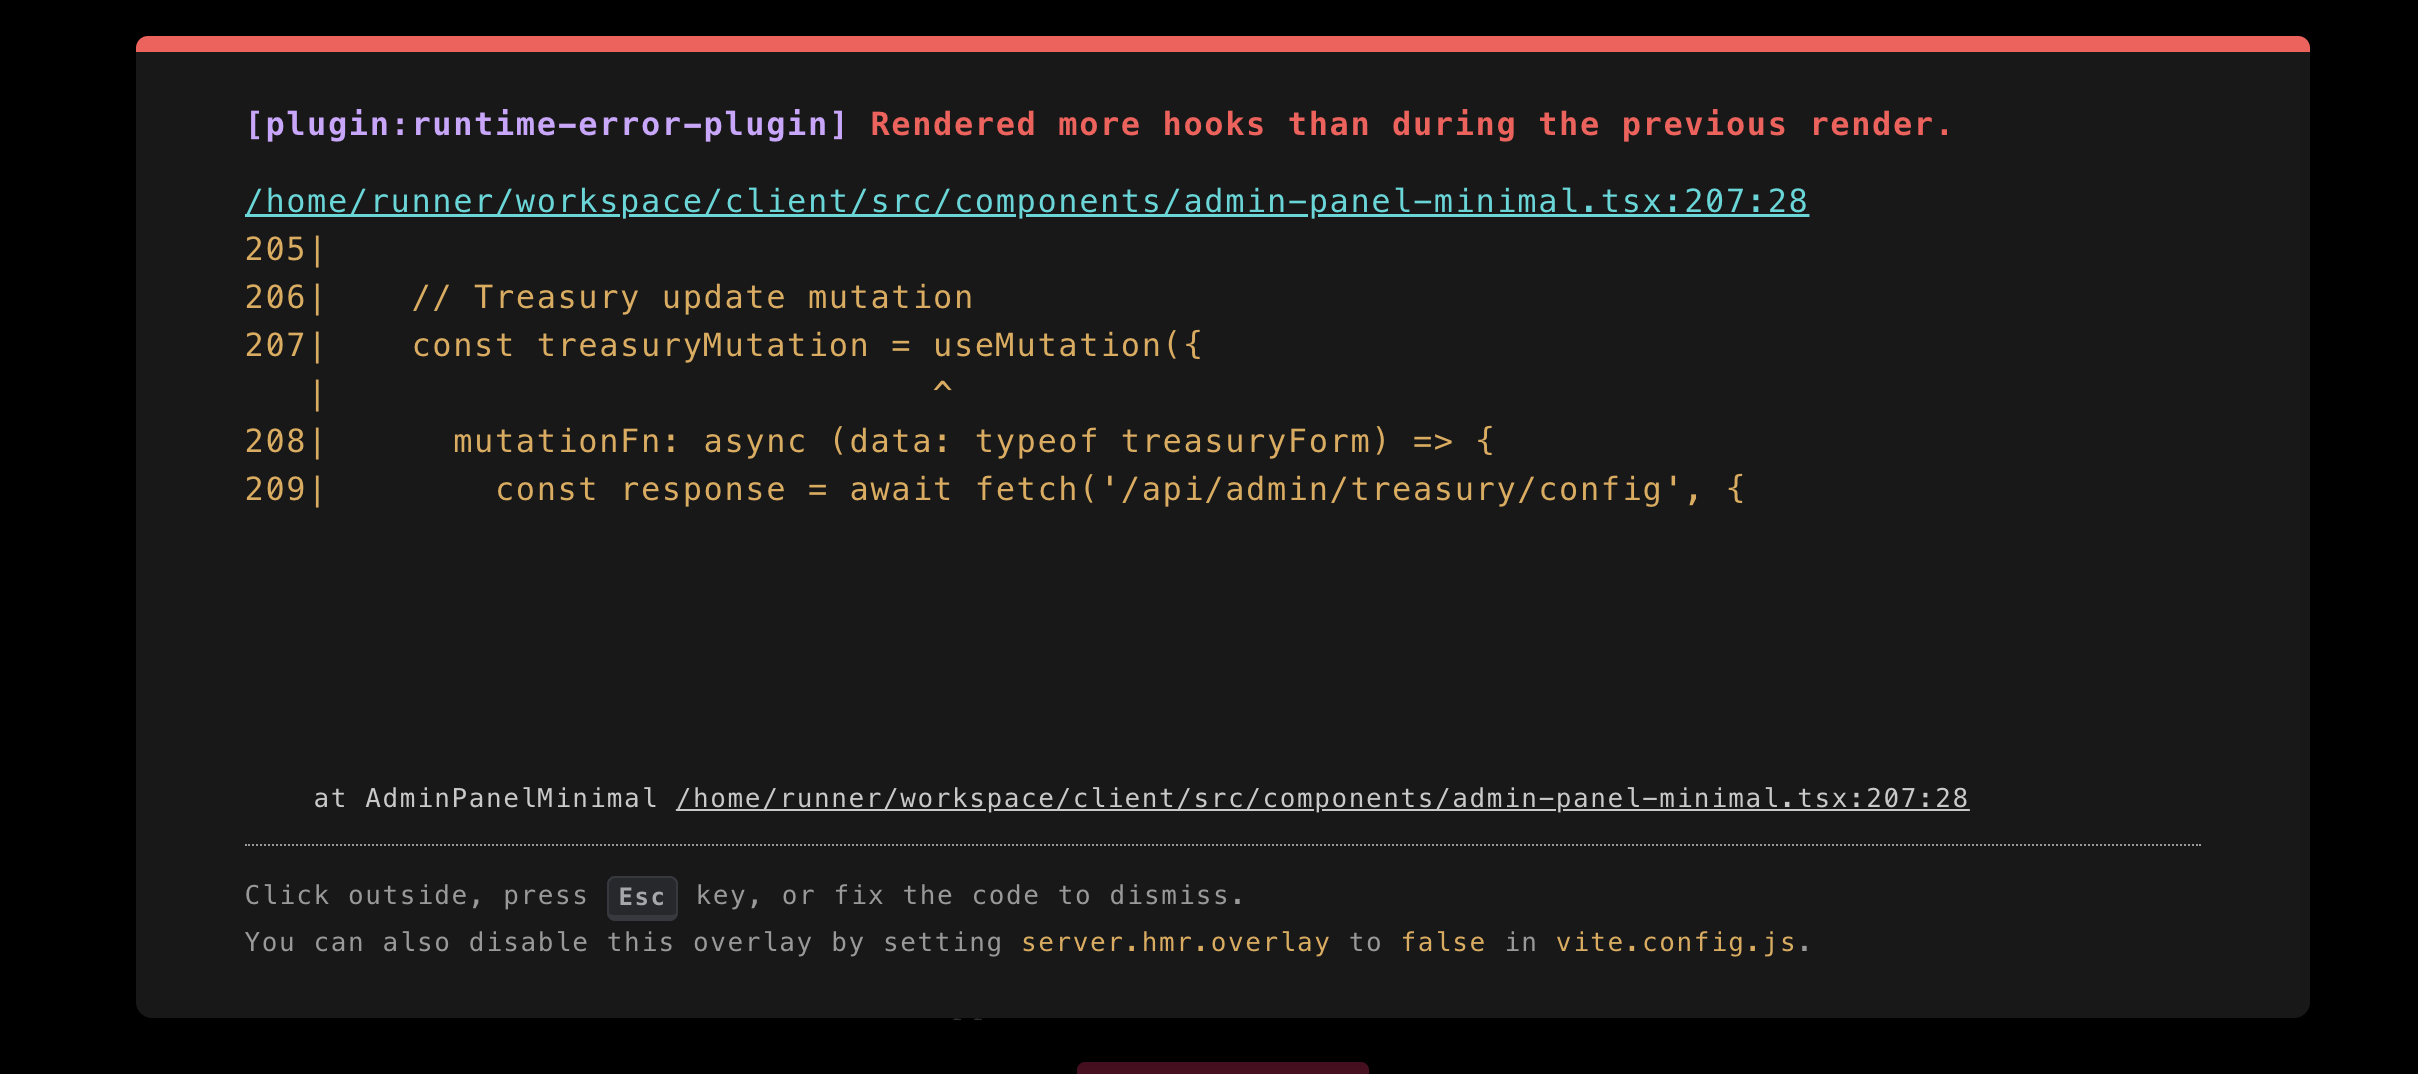 [plugin:runtime-error-plugin] Rendered more hooks than during the previous render.
/home/runner/workspace/client/src/components/admin-panel-minimal.tsx:207:28
205|
206|    // Treasury update mutation
207|    const treasuryMutation = useMutation({
   |                             ^
208|      mutationFn: async (data: typeof treasuryForm) => {
209|        const response = await fetch('/api/admin/treasury/config', {
at AdminPanelMinimal /home/runner/workspace/client/src/components/admin-panel-minimal.tsx:207:28
Click outside, press Esc key, or fix the code to dismiss.
You can also disable this overlay by setting server.hmr.overlay to false in vite.config.js.